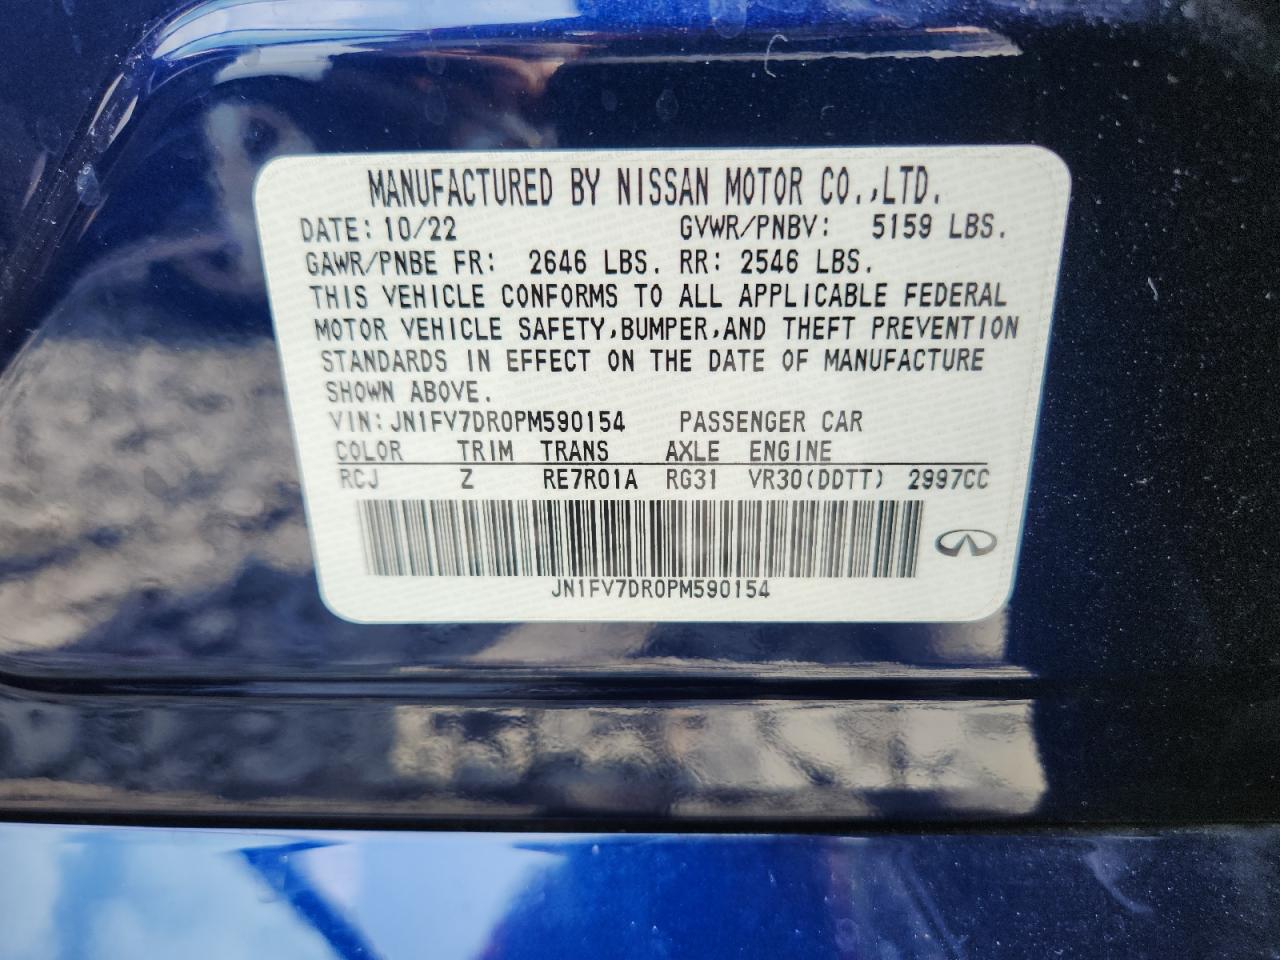 MANUFACTURED BY NISSAN MOTOR CO.,LTD.
DATE: 10/22 GVWR/PNBV: 5159 LBS.
GAWR/PNBE FR: 2646 LBS. RR: 2546 LBS.
THIS VEHICLE CONFORMS TO ALL APPLICABLE FEDERAL
MOTOR VEHICLE SAFETY,BUMPER,AND THEFT PREVENTION
STANDARDS IN EFFECT ON THE DATE OF MANUFACTURE
SHOWN ABOVE.
VIN:JN1FV7DR0PM590154 PASSENGER CAR
COLOR TRIM TRANS AXLE ENGINE
RCJ Z RE7R01A RG31 VR30(DDTT) 2997CC
JN1FV7DR0PM590154